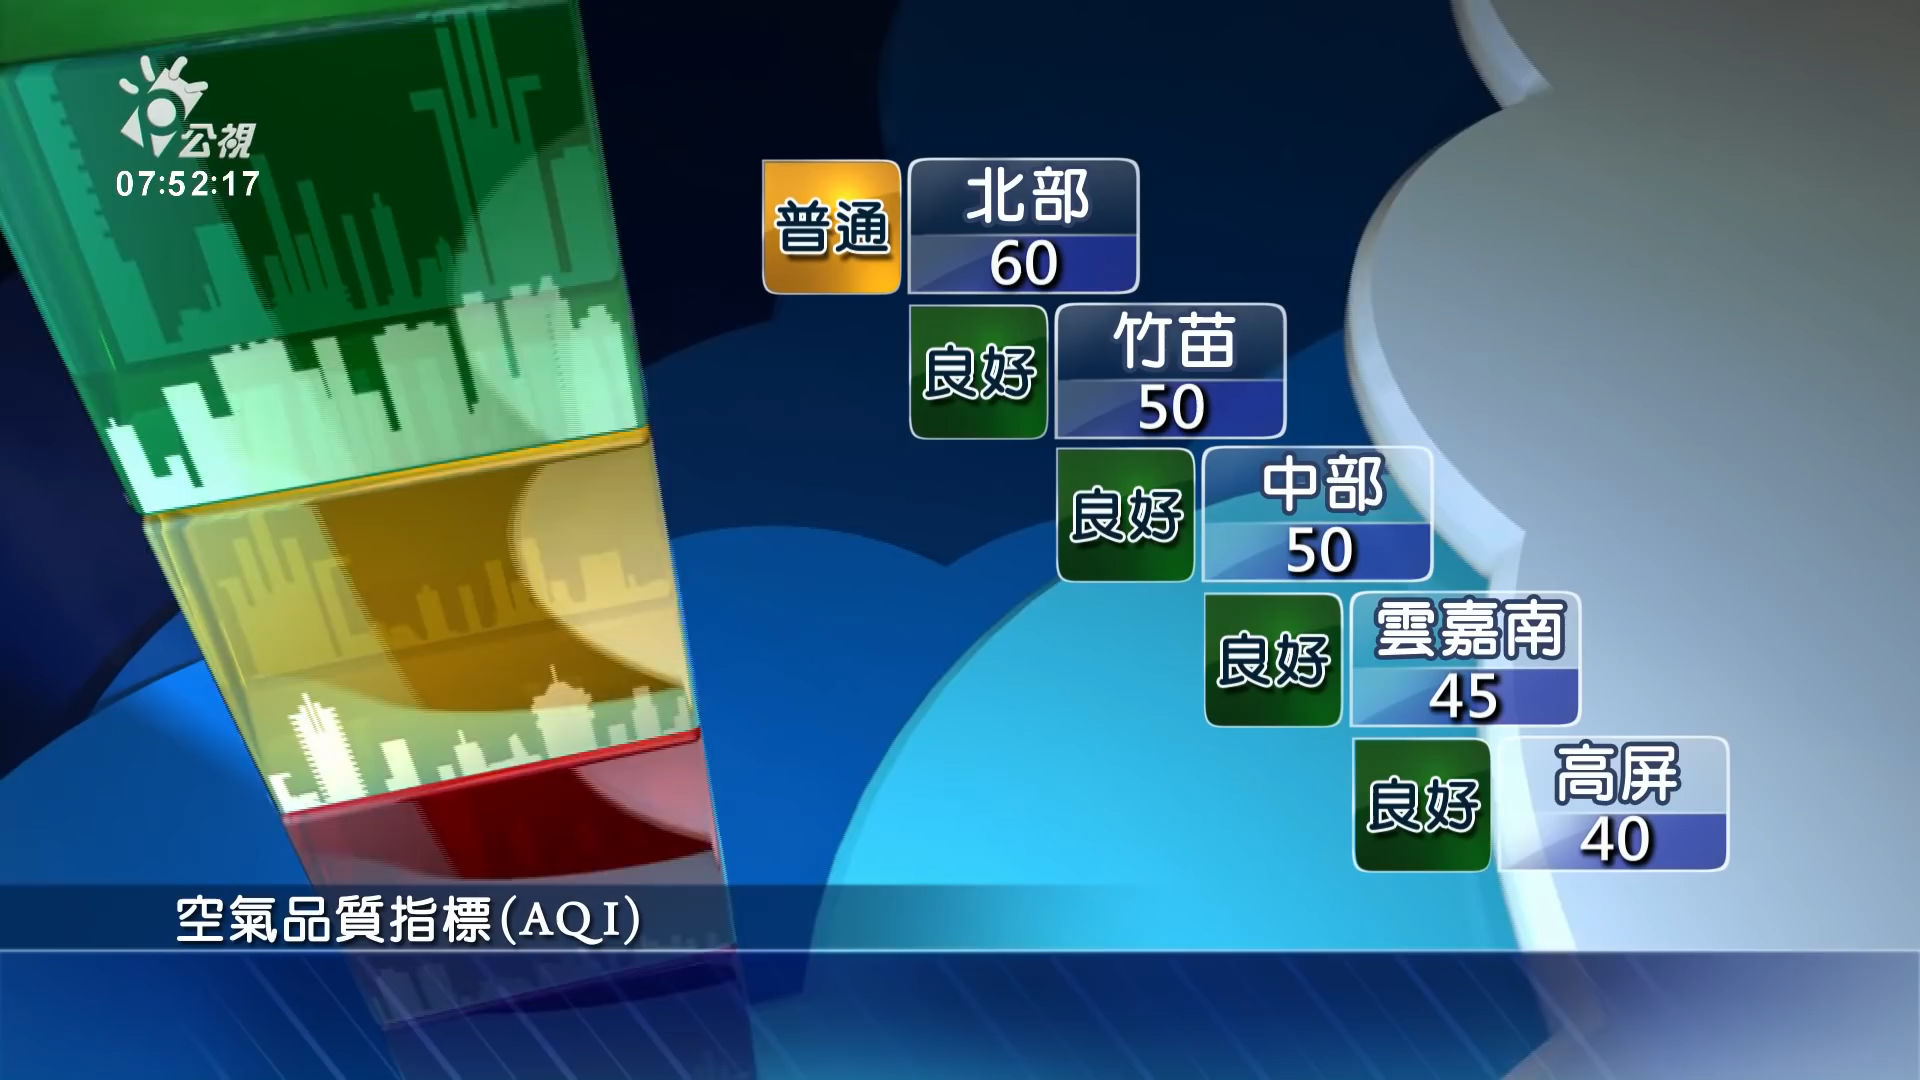 公視
07:52:17
普通
北部
60
良好
竹苗
50
良好
中部
50
良好
雲嘉南
45
良好
高屏
40
空氣品質指標(AQI)